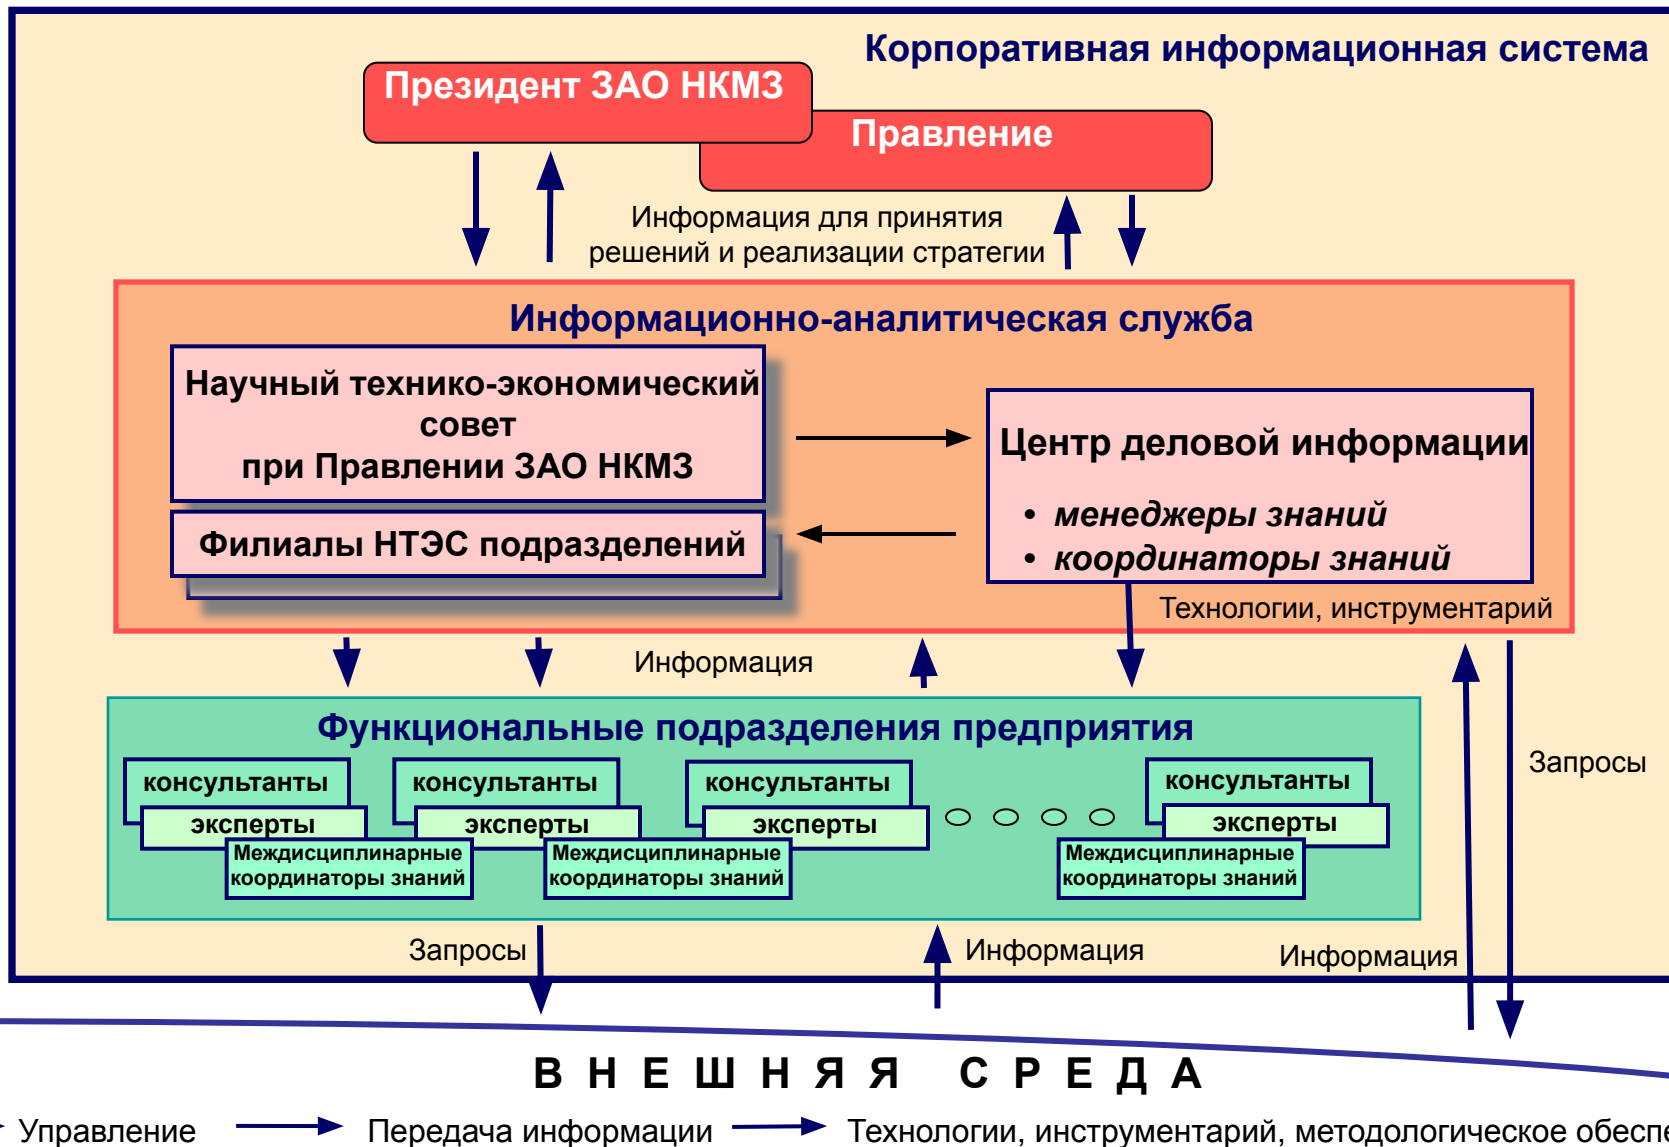 Корпоративная информационная система
Президент ЗАО НКМЗ
Правление
Информация для принятия
решений и реализации стратегии
Информационно-аналитическая служба
Научный технико-экономический
совет
при Правлении ЗАО НКМЗ
Филиалы НТЭС подразделений
Центр деловой информации
• менеджеры знаний
• координаторы знаний
Технологии, инструментарий
Информация
Функциональные подразделения предприятия
консультанты
эксперты
Междисциплинарные
координаторы знаний
консультанты
эксперты
Междисциплинарные
координаторы знаний
консультанты
эксперты
консультанты
эксперты
Междисциплинарные
координаторы знаний
Запросы
Запросы
Информация
Информация
ВНЕШНЯЯ СРЕДА
Управление
Передача информации
Технологии, инструментарий, методологическое обесп